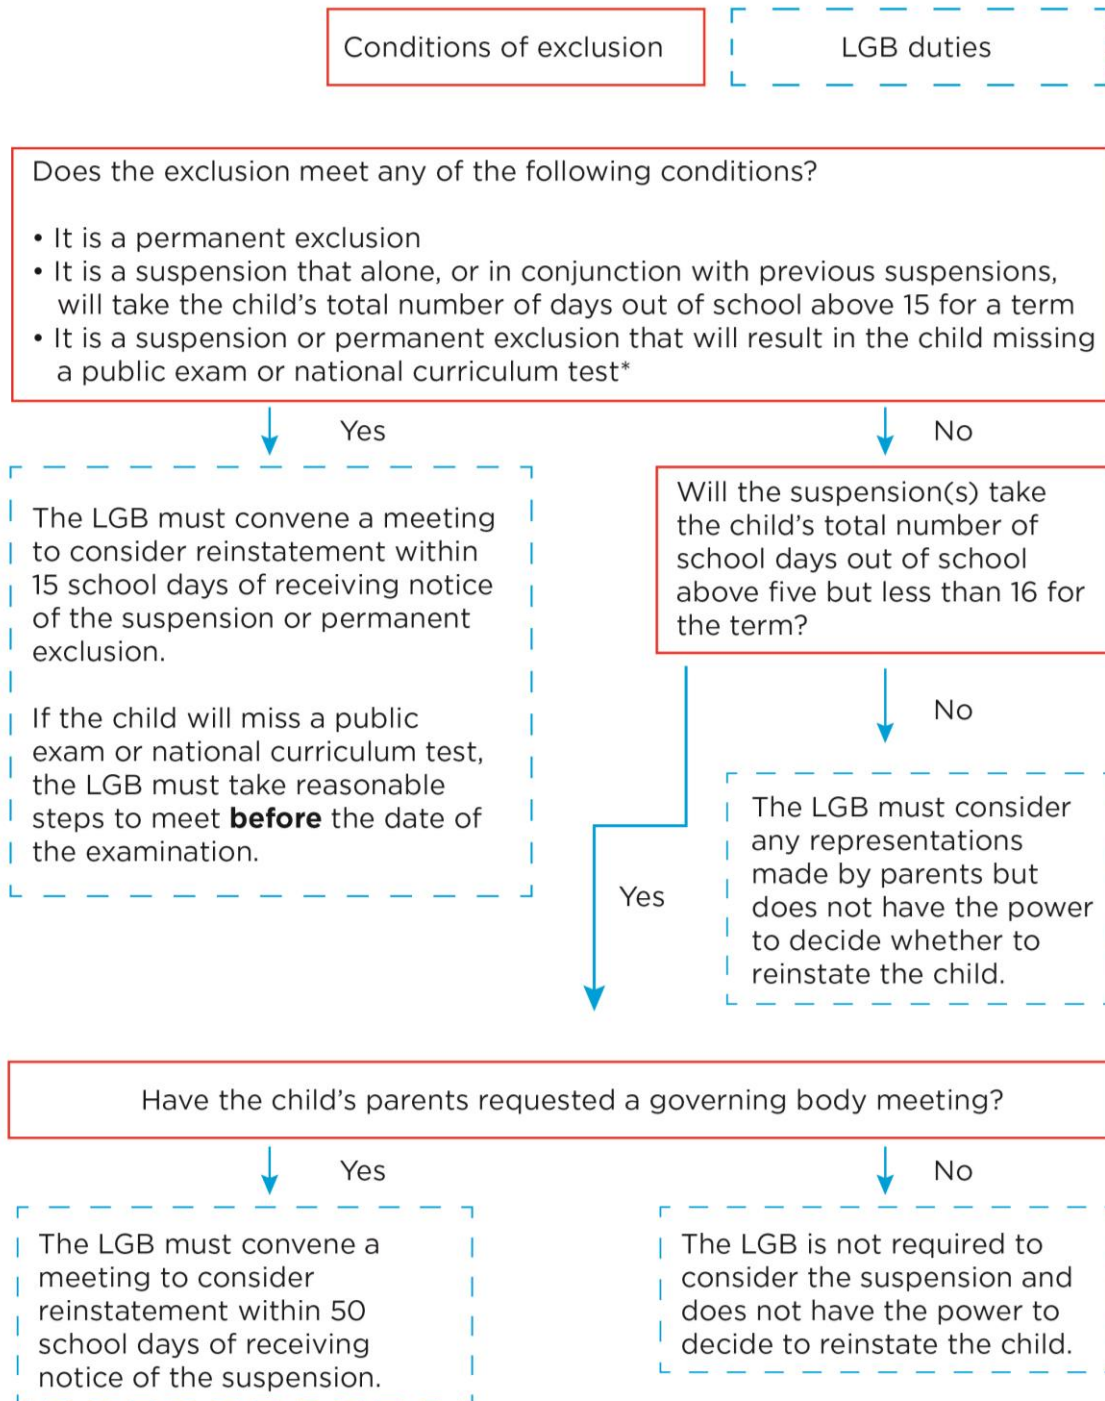 Conditions of exclusion
LGB duties
Does the exclusion meet any of the following conditions?
• It is a permanent exclusion
• It is a suspension that alone, or in conjunction with previous suspensions,
will take the child’s total number of days out of school above 15 for a term
• It is a suspension or permanent exclusion that will result in the child missing
a public exam or national curriculum test*
Yes
No
The LGB must convene a meeting
to consider reinstatement within
15 school days of receiving notice
of the suspension or permanent
exclusion.
If the child will miss a public
exam or national curriculum test,
the LGB must take reasonable
steps to meet before the date of
the examination.
Will the suspension(s) take
the child’s total number of
school days out of school
above five but less than 16 for
the term?
No
Yes
The LGB must consider
any representations
made by parents but
does not have the power
to decide whether to
reinstate the child.
Have the child’s parents requested a governing body meeting?
Yes
No
The LGB must convene a
meeting to consider
reinstatement within 50
school days of receiving
notice of the suspension.
The LGB is not required to
consider the suspension and
does not have the power to
decide to reinstate the child.